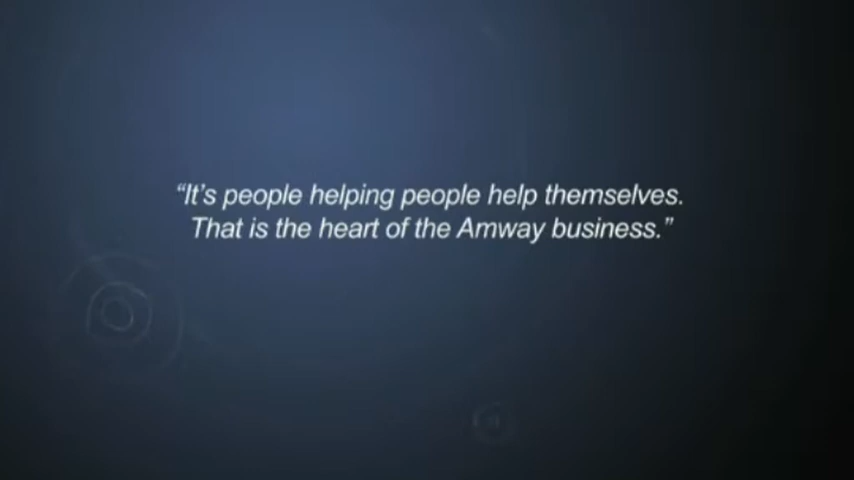 “It’s people helping people help themselves.
That is the heart of the Amway business.”